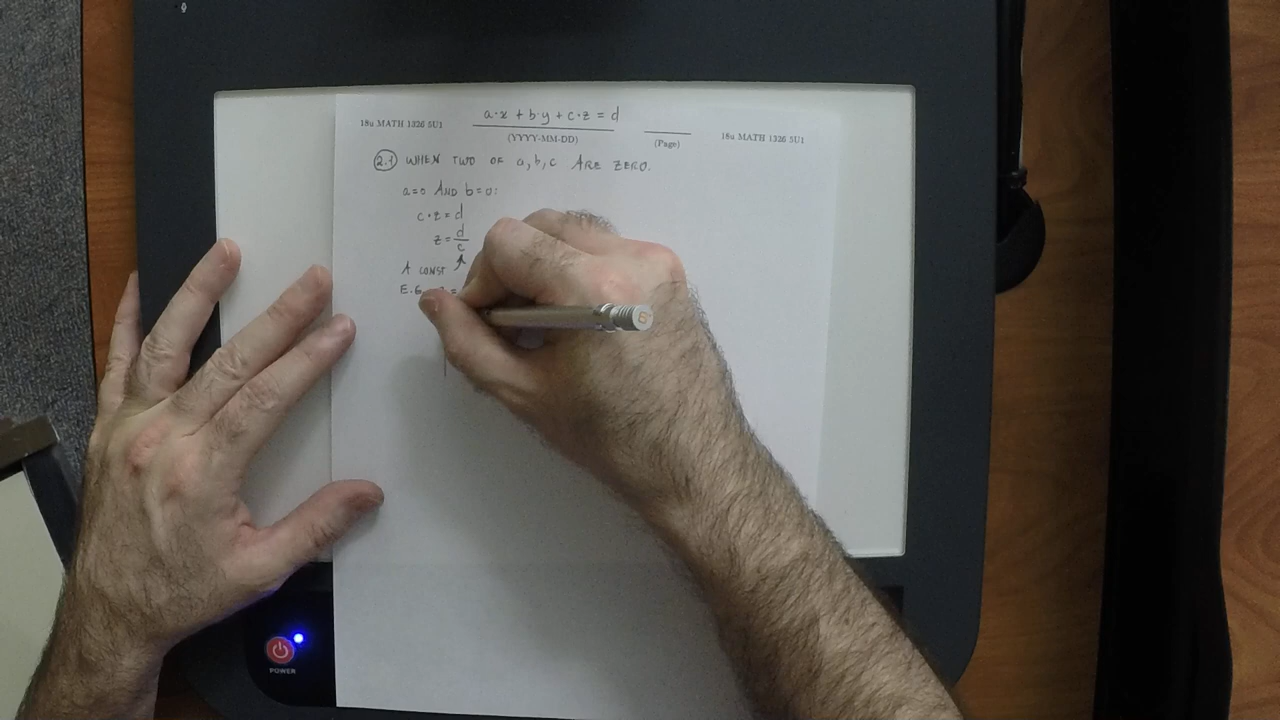 a·x + b·y + c·z = d
18u MATH 1326 5U1
(YYYY-MM-DD)
(Page)
18u MATH 1326 5U1
2.1 WHEN TWO OF a, b, c ARE ZERO.
a=0 AND b=0:
c·z = d
z = d/c
A CONST
E.G.
POWER